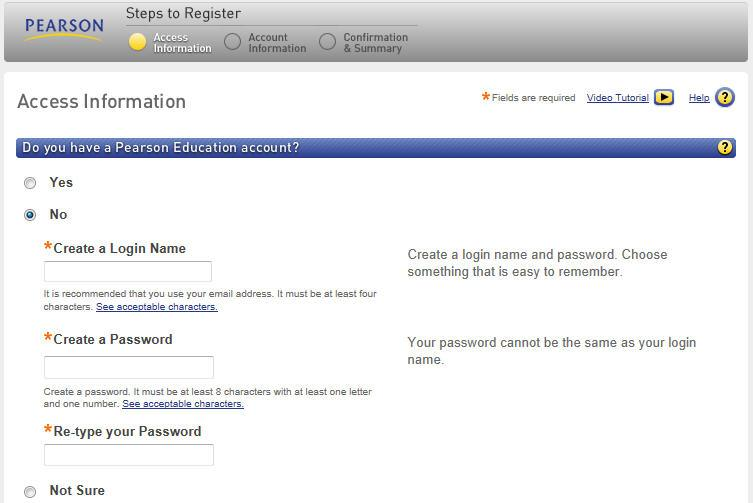 PEARSON
Steps to Register
Access
Information
Account
Information
Confirmation
& Summary
Access Information
*Fields are required
Video Tutorial
Help ?
Do you have a Pearson Education account?
?
Yes
No
*Create a Login Name
It is recommended that you use your email address. It must be at least four
characters. See acceptable characters.
Create a login name and password. Choose
something that is easy to remember.
*Create a Password
Create a password. It must be at least 8 characters with at least one letter
and one number. See acceptable characters.
Your password cannot be the same as your login
name.
*Re-type your Password
Not Sure